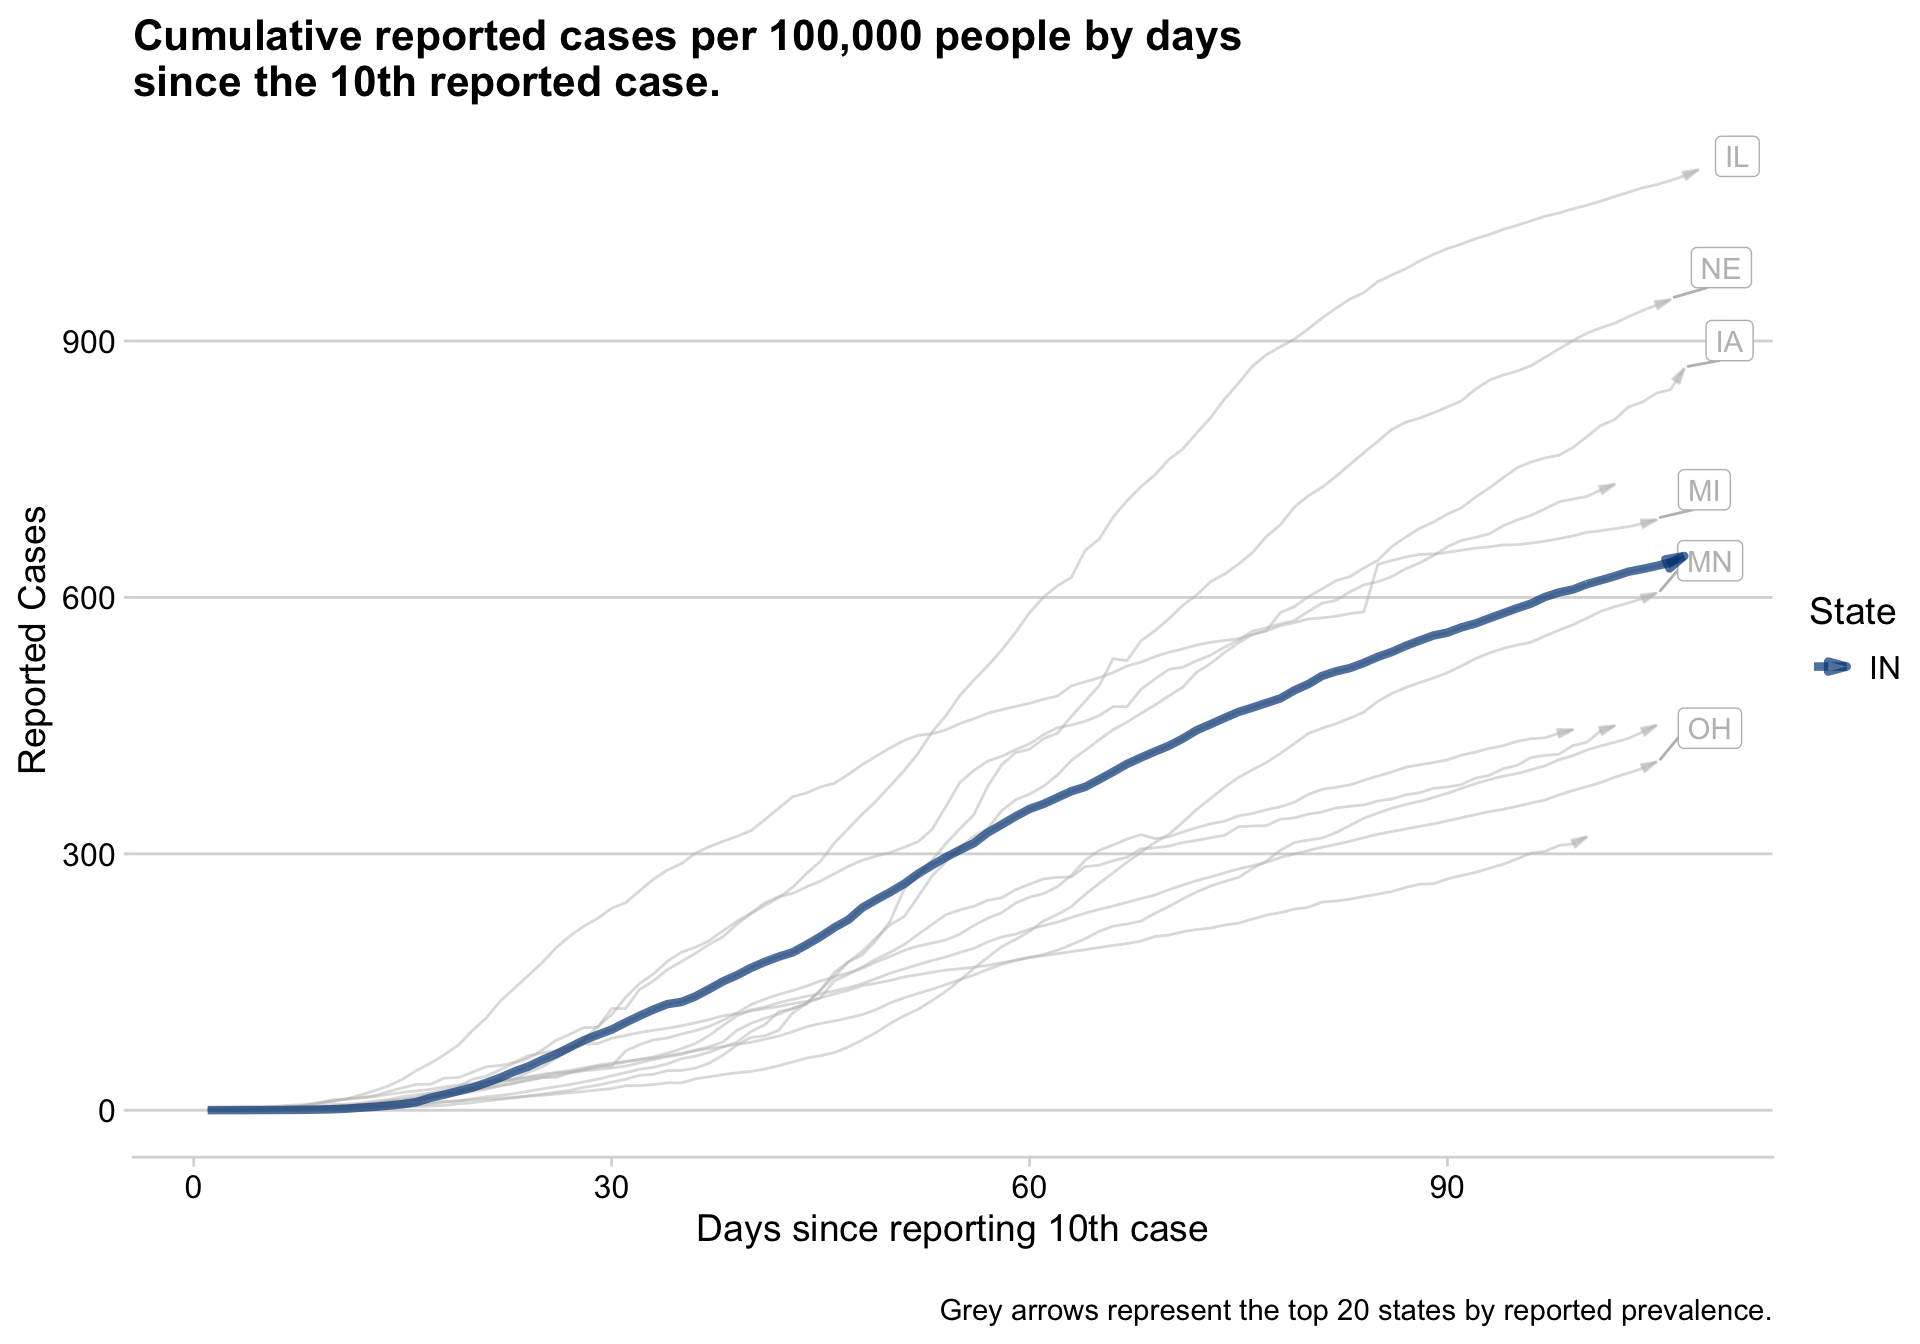 Cumulative reported cases per 100,000 people by days
since the 10th reported case.
IL
NE
900
IA
MI
MN
600
Reported Cases
State
IN
OH
300
0
0 30 60 90
Days since reporting 10th case
Grey arrows represent the top 20 states by reported prevalence.